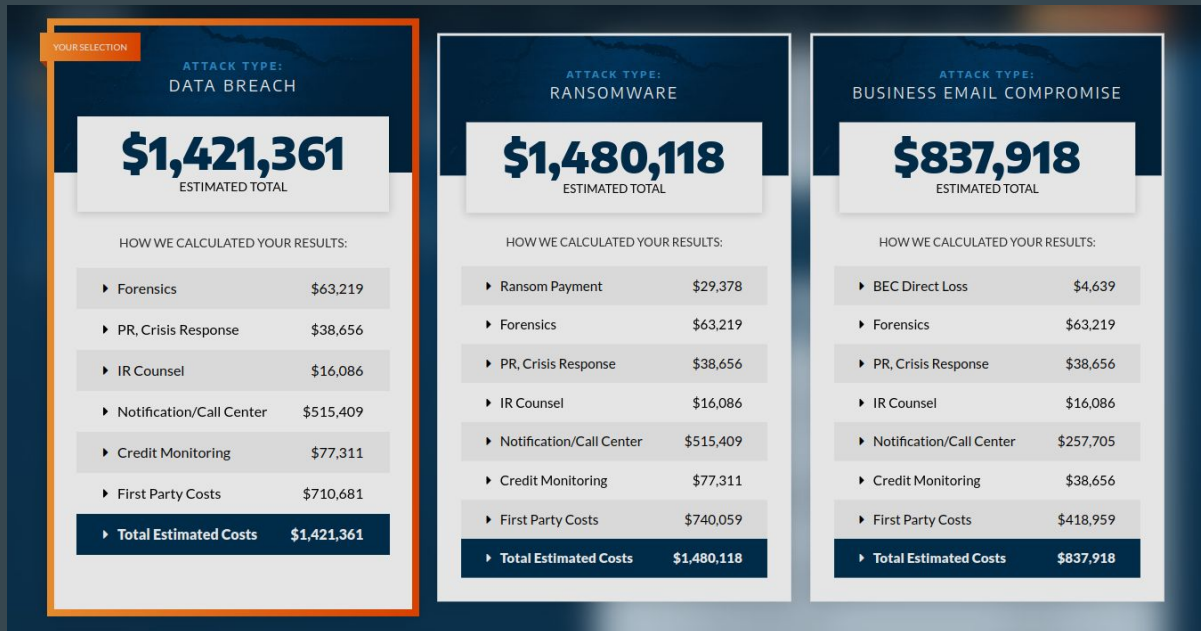 YOUR SELECTION
ATTACK TYPE:
DATA BREACH
$1,421,361
ESTIMATED TOTAL
HOW WE CALCULATED YOUR RESULTS:
Forensics $63,219
PR, Crisis Response $38,656
IR Counsel $16,086
Notification/Call Center $515,409
Credit Monitoring $77,311
First Party Costs $710,681
Total Estimated Costs $1,421,361
ATTACK TYPE:
RANSOMWARE
$1,480,118
ESTIMATED TOTAL
HOW WE CALCULATED YOUR RESULTS:
Ransom Payment $29,378
Forensics $63,219
PR, Crisis Response $38,656
IR Counsel $16,086
Notification/Call Center $515,409
Credit Monitoring $77,311
First Party Costs $740,059
Total Estimated Costs $1,480,118
ATTACK TYPE:
BUSINESS EMAIL COMPROMISE
$837,918
ESTIMATED TOTAL
HOW WE CALCULATED YOUR RESULTS:
BEC Direct Loss $4,639
Forensics $63,219
PR, Crisis Response $38,656
IR Counsel $16,086
Notification/Call Center $257,705
Credit Monitoring $38,656
First Party Costs $418,959
Total Estimated Costs $837,918